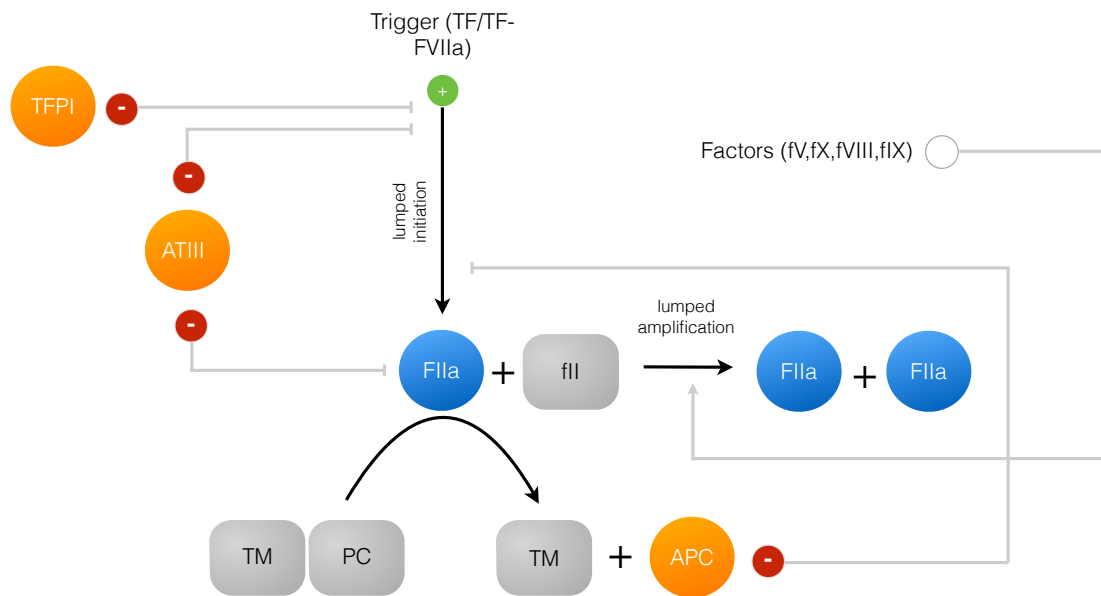 Trigger (TF/TF-
FVIIa)
+
TFPI
-
-
Factors (fV,fX,fVIII,fIX)
lumped
initiation
ATIII
-
lumped
amplification
FIIa
+
fII
FIIa
+
FIIa
TM
PC
TM
+
APC
-